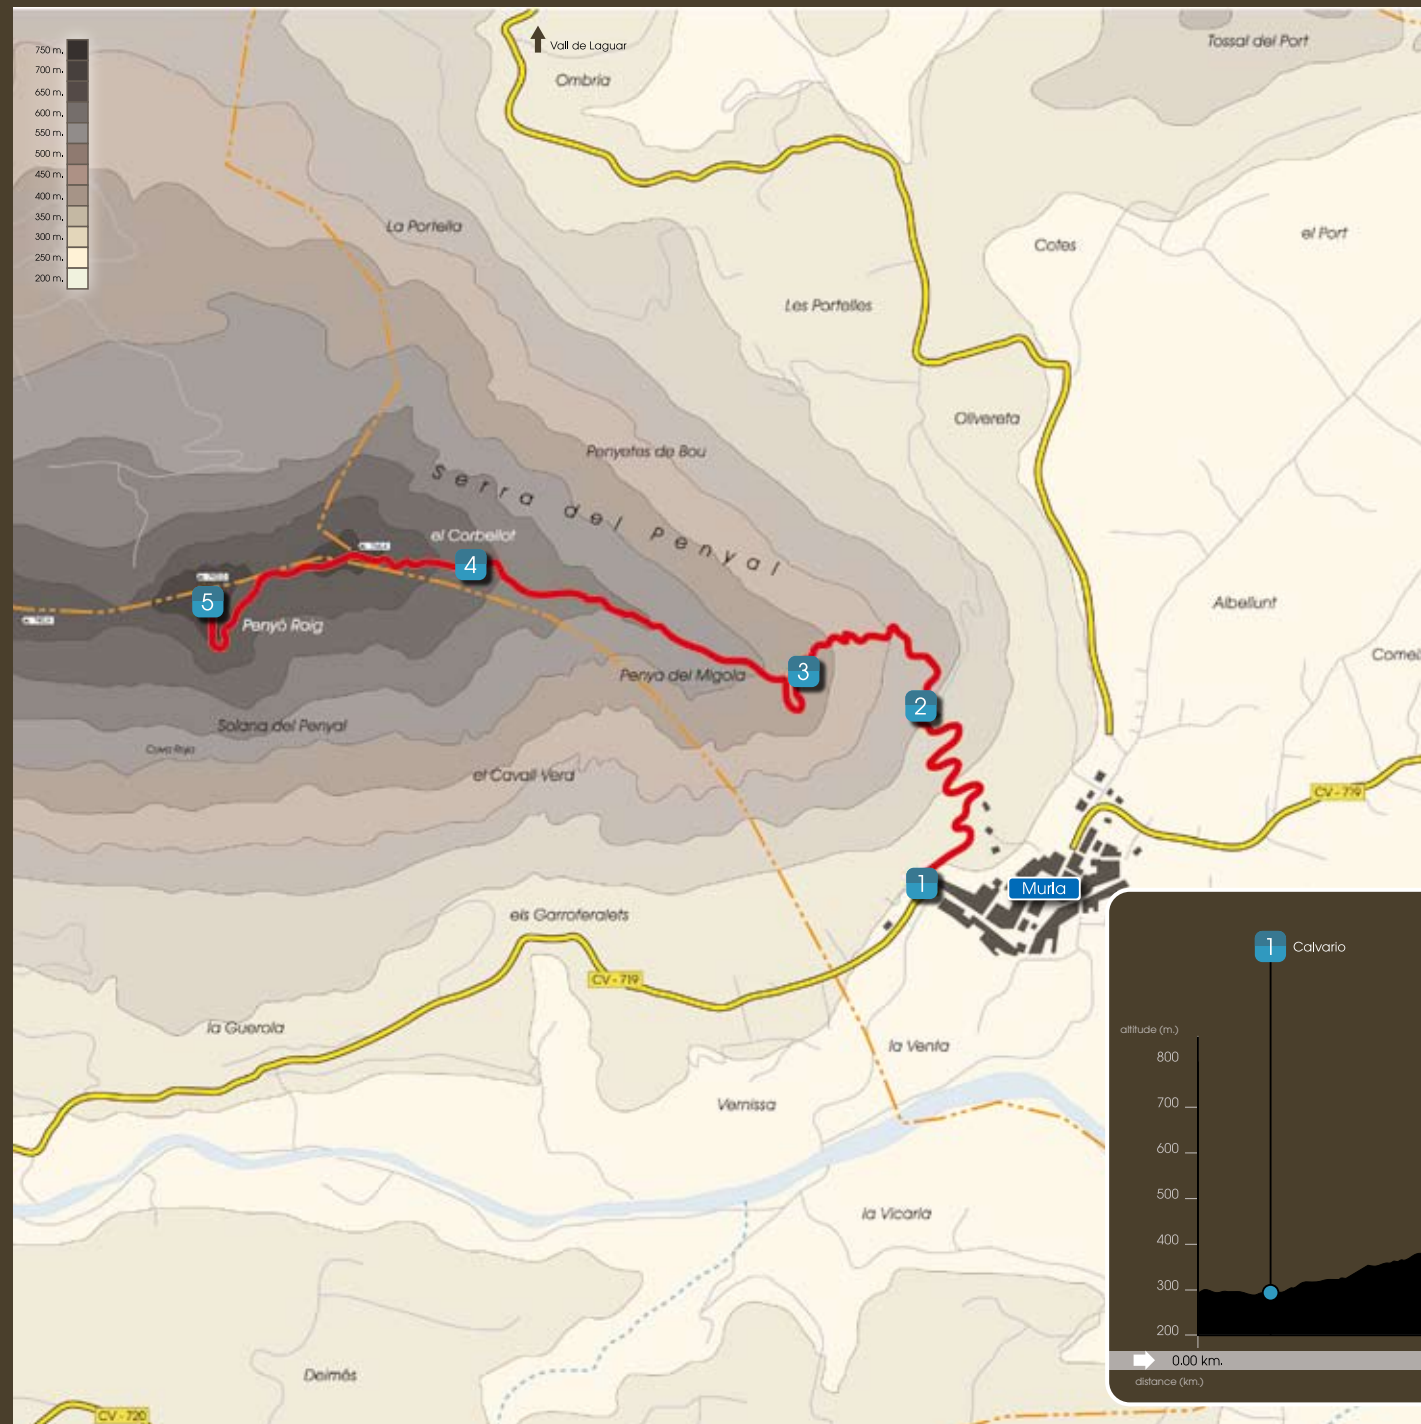 750 m.
700 m.
650 m.
600 m.
550 m.
500 m.
450 m.
400 m.
350 m.
300 m.
250 m.
200 m.
Vall de Laguar
Ombria
Tossal del Port
La Portella
Cotes
el Port
Les Portelles
Olivereta
Penyetes de Bou
Serra del Penyal
el Corbellot
4
5
Penyó Roig
Albellunt
Penya del Migola
3
2
Solana del Penyal
Cova Roja
el Cavall Verd
CV - 719
1
Murla
els Garroferalets
CV - 719
la Guerola
la Venta
Vernissa
la Vicaria
Deimós
CV - 720
1 Calvario
altitude (m.)
800
700
600
500
400
300
200
0.00 km.
distance (km.)